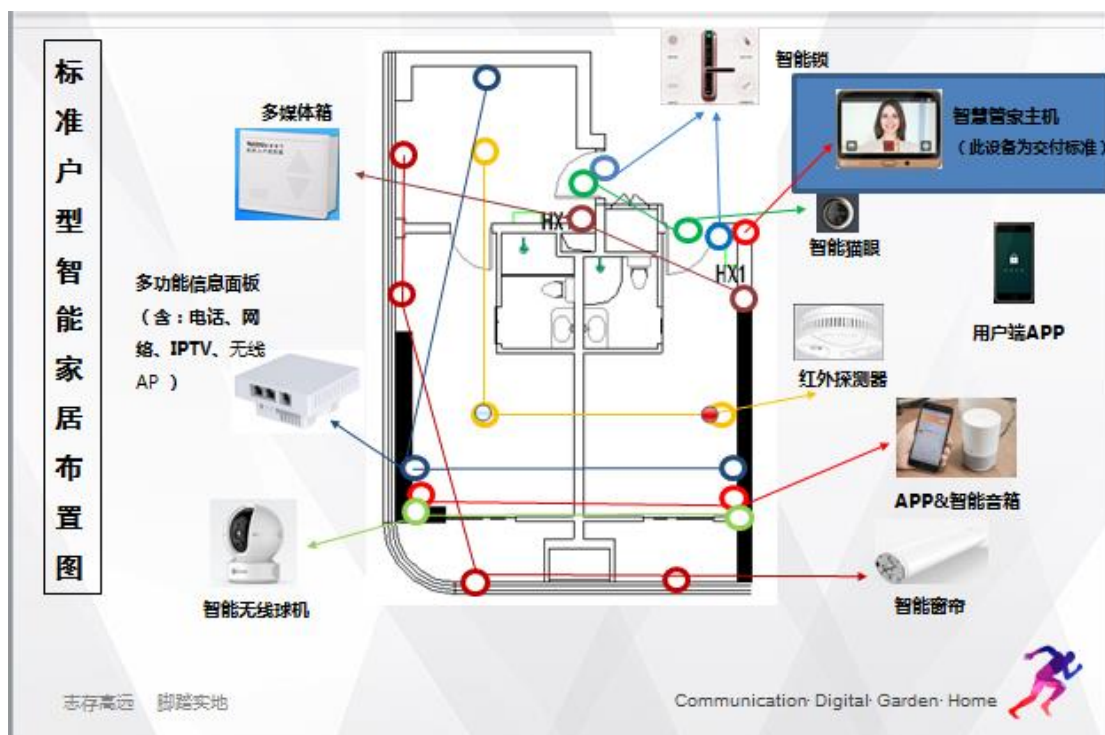 标
准
户
型
智
能
家
居
布
置
图
多媒体箱
智能锁
智慧管家主机
（此设备为交付标准）
智能猫眼
HX
HX1
多功能信息面板
（含：电话、网
络、IPTV、无线
AP ）
用户端APP
红外探测器
APP&智能音箱
智能无线球机
智能窗帘
志存高远 脚踏实地
Communication· Digital· Garden· Home